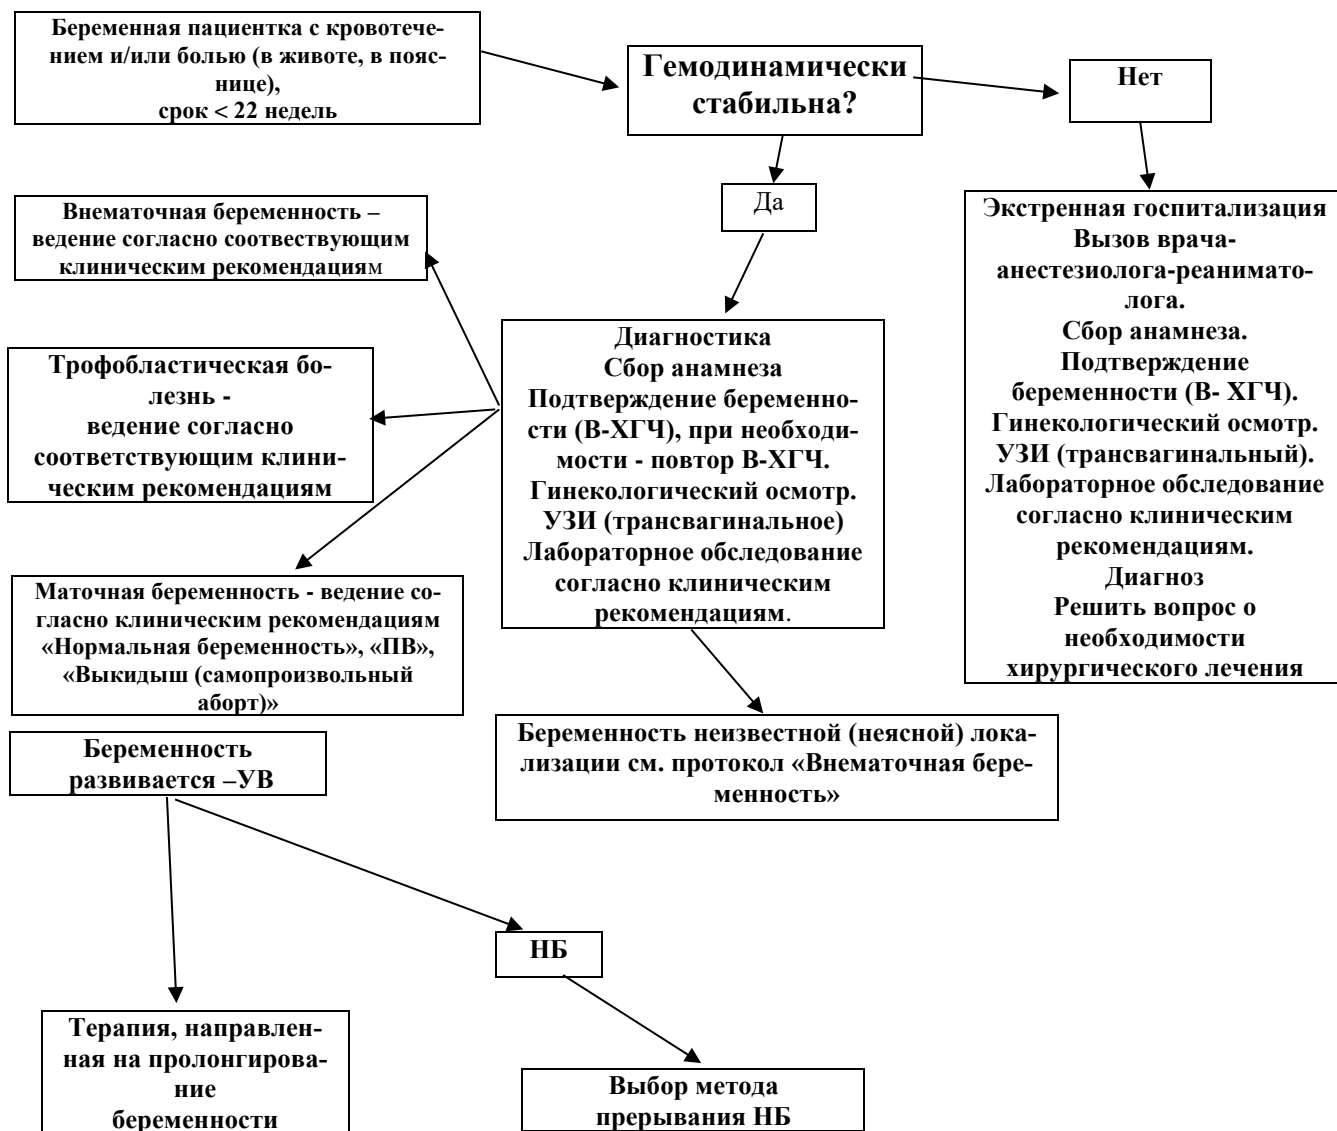 Беременная пациентка с кровотече-
нием и/или болью (в животе, в пояс-
нице),
срок < 22 недель
Гемодинамически
стабильна?
Нет
Да
Внематочная беременность –
ведение согласно соотвествующим
клиническим рекомендациям
Экстренная госпитализация
Вызов врача-
анестезиолога-реанимато-
лога.
Сбор анамнеза.
Подтверждение
беременности (В- ХГЧ).
Гинекологический осмотр.
УЗИ (трансвагинальный).
Лабораторное обследование
согласно клиническим
рекомендациям.
Диагноз
Решить вопрос о
необходимости
хирургического лечения
Диагностика
Сбор анамнеза
Подтверждение беременно-
сти (В-ХГЧ), при необходи-
мости - повтор В-ХГЧ.
Гинекологический осмотр.
УЗИ (трансвагинальное)
Лабораторное обследование
согласно клиническим
рекомендациям.
Трофобластическая бо-
лезнь -
ведение согласно
соответствующим клини-
ческим рекомендациям
Маточная беременность - ведение со-
гласно клиническим рекомендациям
«Нормальная беременность», «ПВ»,
«Выкидыш (самопроизвольный
аборт)»
Беременность неизвестной (неясной) лока-
лизации см. протокол «Внематочная бере-
менность»
Беременность
развивается –УВ
НБ
Терапия, направлен-
ная на пролонгирова-
ние
беременности
Выбор метода
прерывания НБ